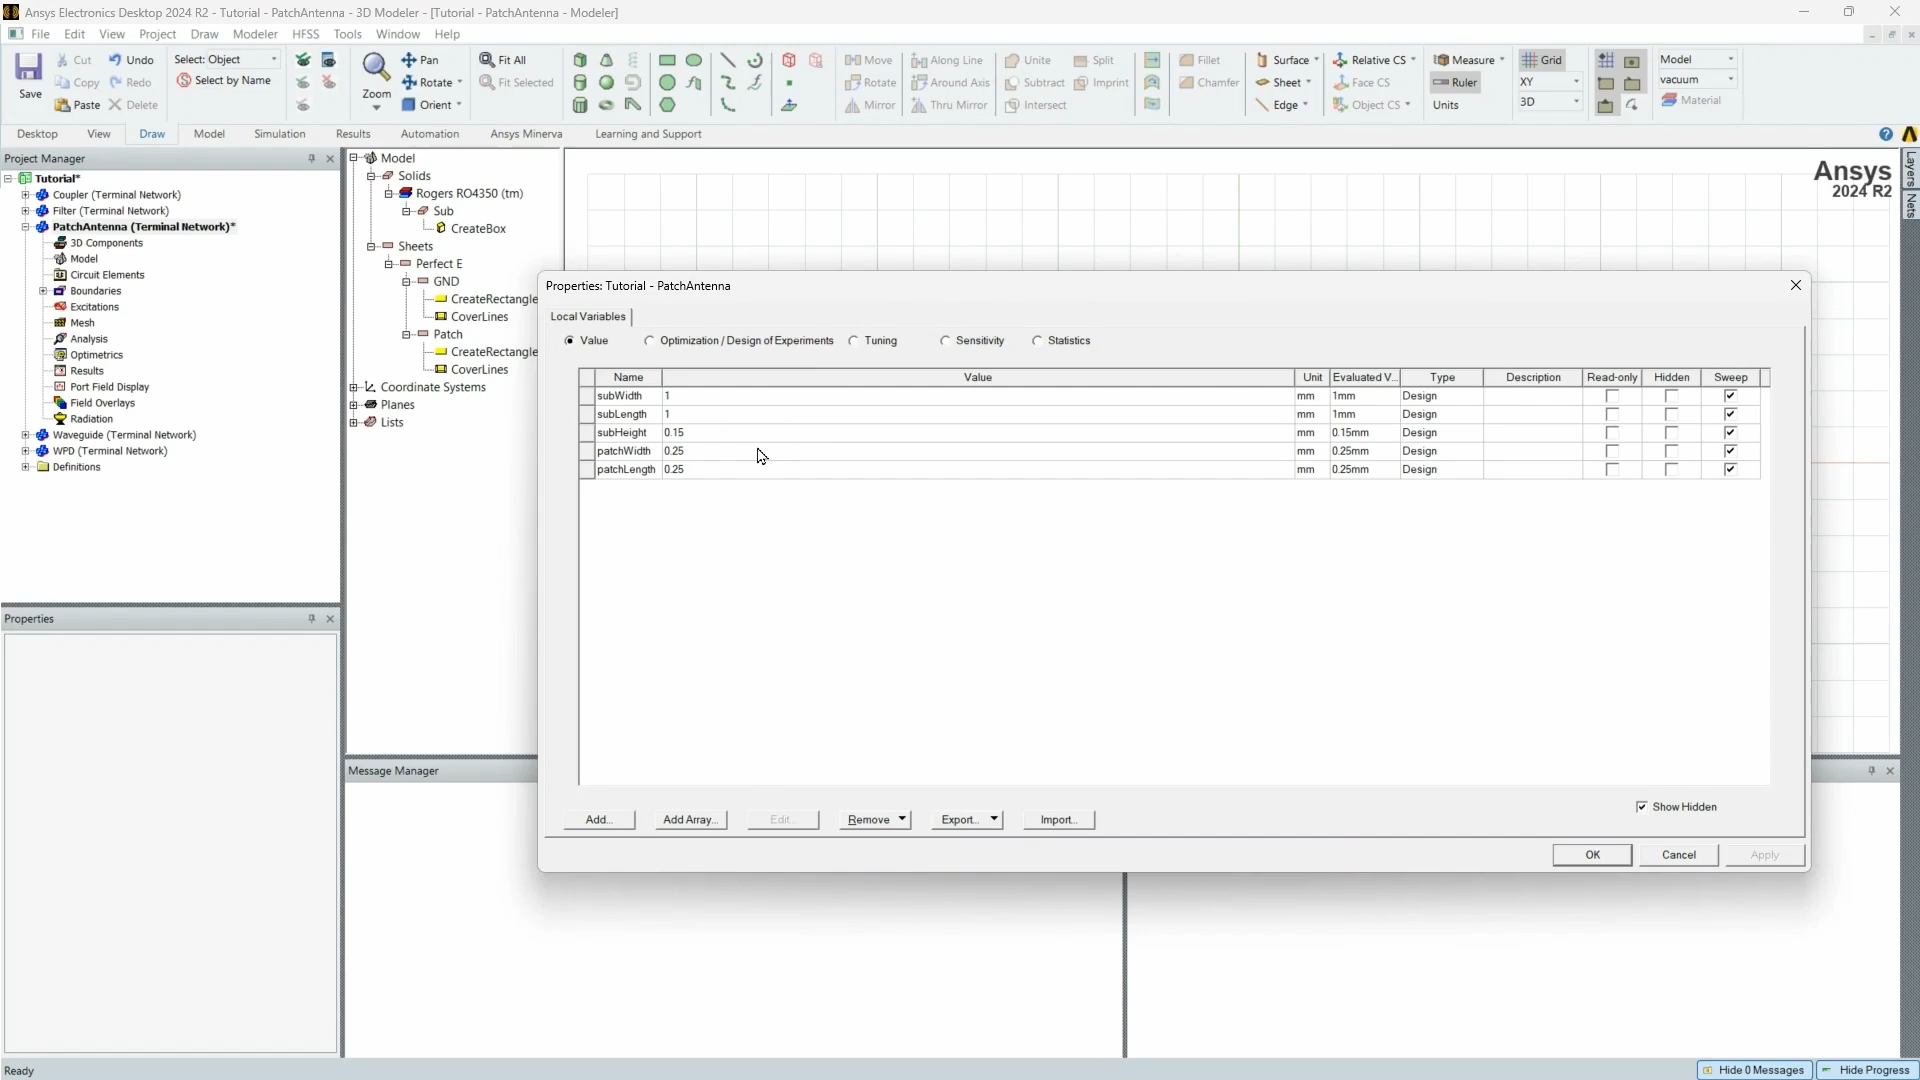 Ansys Electronics Desktop 2024 R2 - Tutorial - PatchAntenna - 3D Modeler - [Tutorial - PatchAntenna - Modeler]
File Edit View Project Draw Modeler HFSS Tools Window Help
Save Cut Copy Paste Undo Redo Delete
Select: Object
Select by Name
Zoom Pan Rotate Orient Fit All Fit Selected
Move Rotate Mirror Along Line Around Axis Thru Mirror
Unite Subtract Intersect Split Imprint Fillet Chamfer
Surface Sheet Edge Relative CS Face CS Object CS
Measure Ruler Units Grid XY 3D
Model vacuum Material
Desktop View Draw Model Simulation Results Automation Ansys Minerva Learning and Support
Project Manager
Tutorial*
Coupler (Terminal Network)
Filter (Terminal Network)
PatchAntenna (Terminal Network)*
3D Components
Model
Circuit Elements
Boundaries
Excitations
Mesh
Analysis
Optimetrics
Results
Port Field Display
Field Overlays
Radiation
Waveguide (Terminal Network)
WPD (Terminal Network)
Definitions
Properties
Model
Solids
Rogers RO4350 (tm)
Sub
CreateBox
Sheets
Perfect E
GND
CreateRectangle
CoverLines
Patch
CreateRectangle
CoverLines
Coordinate Systems
Planes
Lists
Message Manager
Ansys
2024 R2
Layers
Nets
Properties: Tutorial - PatchAntenna
Local Variables
Value Optimization / Design of Experiments Tuning Sensitivity Statistics
Name Value Unit Evaluated V... Type Description Read-only Hidden Sweep
subWidth 1 mm 1mm Design
subLength 1 mm 1mm Design
subHeight 0.15 mm 0.15mm Design
patchWidth 0.25 mm 0.25mm Design
patchLength 0.25 mm 0.25mm Design
Show Hidden
Add... Add Array... Edit... Remove Export... Import...
OK Cancel Apply
Ready
Hide 0 Messages Hide Progress